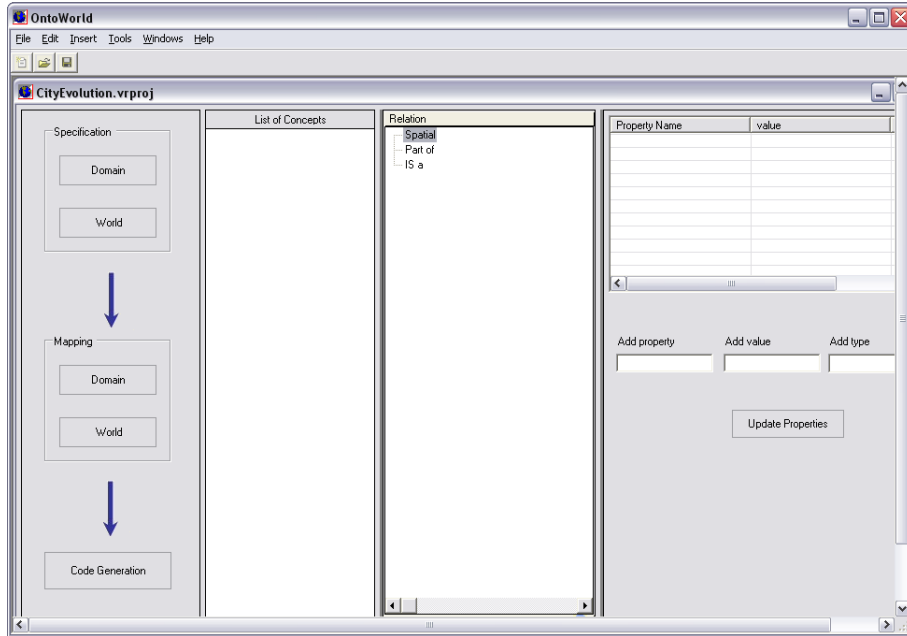 OntoWorld
File Edit Insert Tools Windows Help
CityEvolution.vrproj
Specification
Domain
World
Mapping
Domain
World
Code Generation
List of Concepts
Relation
Spatial
Part of
IS a
Property Name value
Add property Add value Add type
Update Properties